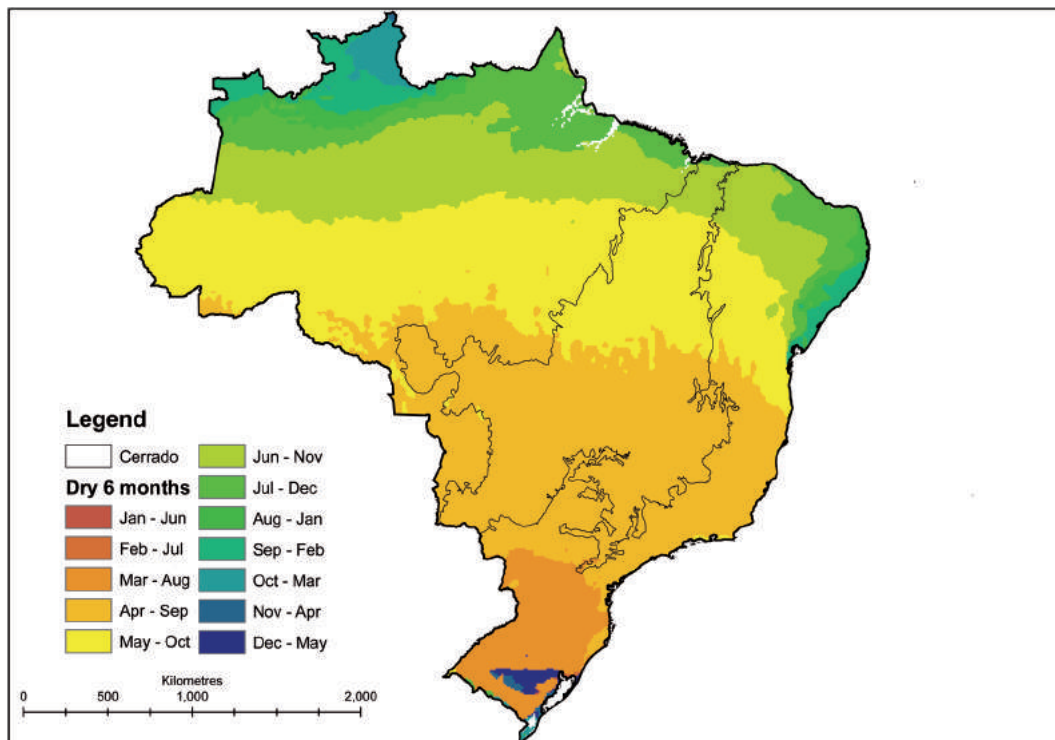 Legend
Cerrado
Dry 6 months
Jan - Jun
Feb - Jul
Mar - Aug
Apr - Sep
May - Oct
Jun - Nov
Jul - Dec
Aug - Jan
Sep - Feb
Oct - Mar
Nov - Apr
Dec - May
Kilometres
0 500 1,000 2,000